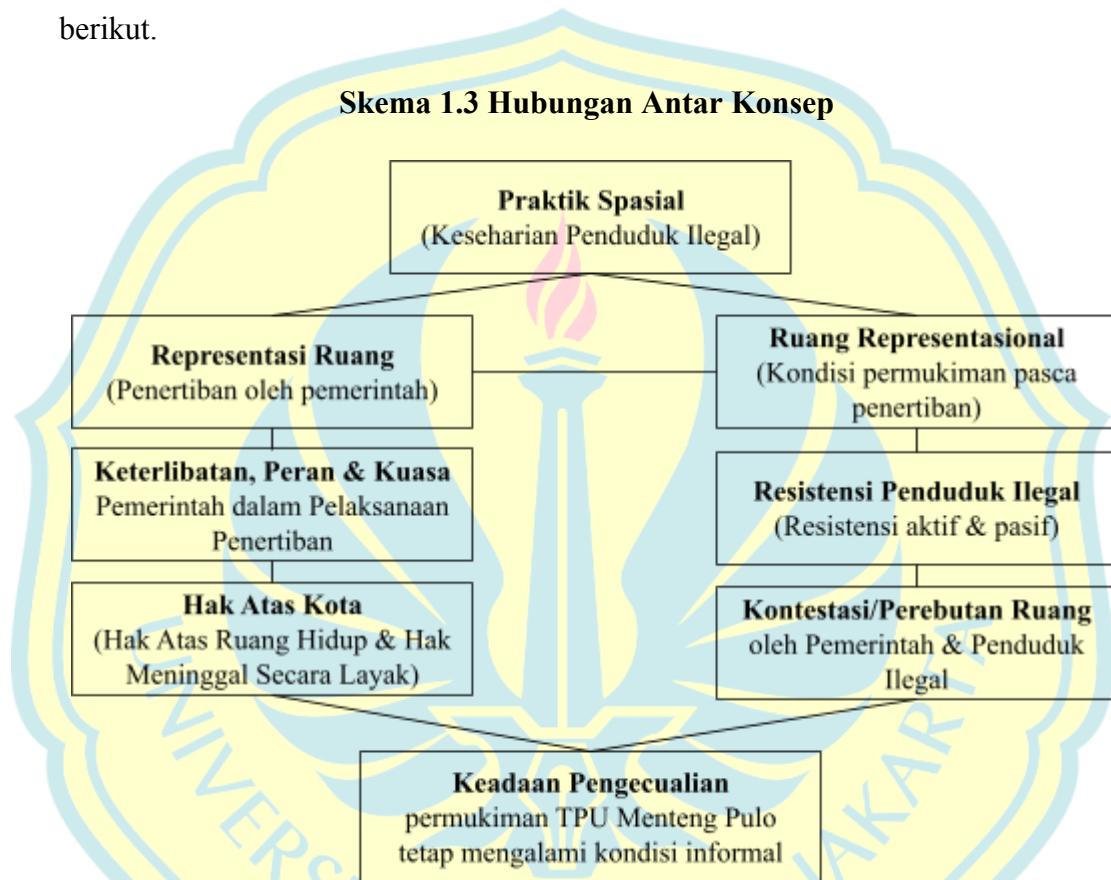 berikut.
Skema 1.3 Hubungan Antar Konsep
Praktik Spasial
(Keseharian Penduduk Ilegal)
Representasi Ruang
(Penertiban oleh pemerintah)
Ruang Representasional
(Kondisi permukiman pasca
penertiban)
Keterlibatan, Peran & Kuasa
Pemerintah dalam Pelaksanaan
Penertiban
Resistensi Penduduk Ilegal
(Resistensi aktif & pasif)
Hak Atas Kota
(Hak Atas Ruang Hidup & Hak
Meninggal Secara Layak)
Kontestasi/Perebutan Ruang
oleh Pemerintah & Penduduk
Ilegal
Keadaan Pengecualian
permukiman TPU Menteng Pulo
tetap mengalami kondisi informal